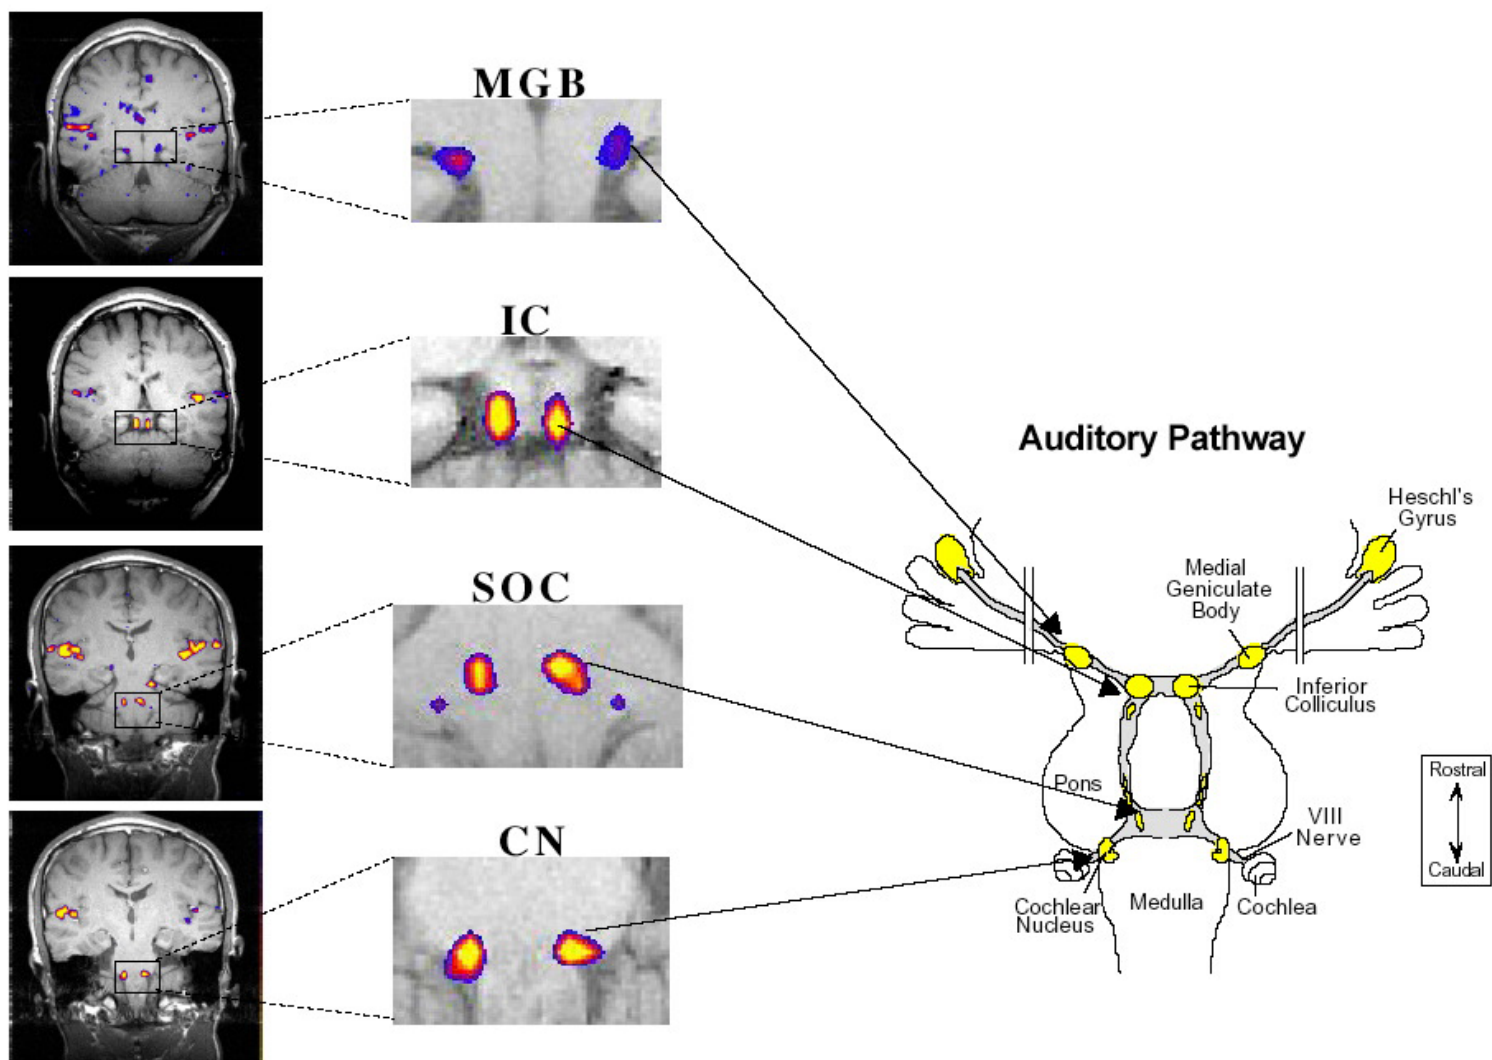 MGB
IC
SOC
CN
Auditory Pathway
Heschl's
Gyrus
Medial
Geniculate
Body
Inferior
Colliculus
Pons
VIII
Nerve
Cochlear
Nucleus
Medulla
Cochlea
Rostral
Caudal